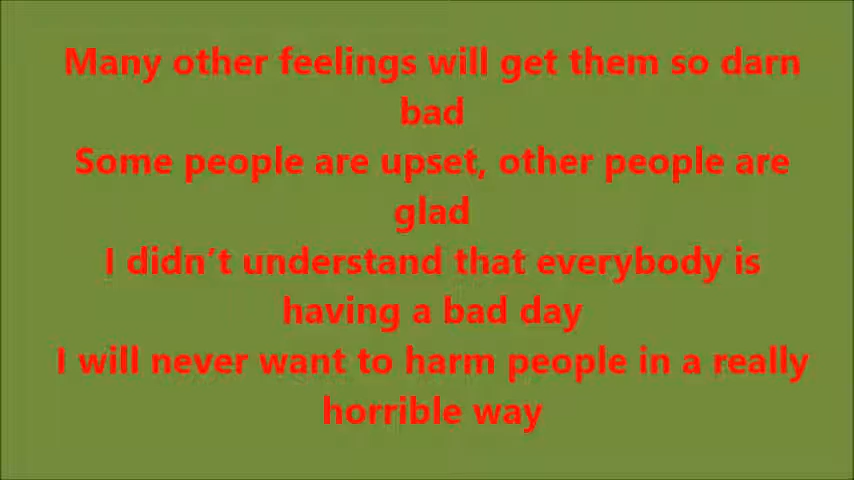 Many other feelings will get them so darn
bad
Some people are upset, other people are
glad
I didn’t understand that everybody is
having a bad day
I will never want to harm people in a really
horrible way